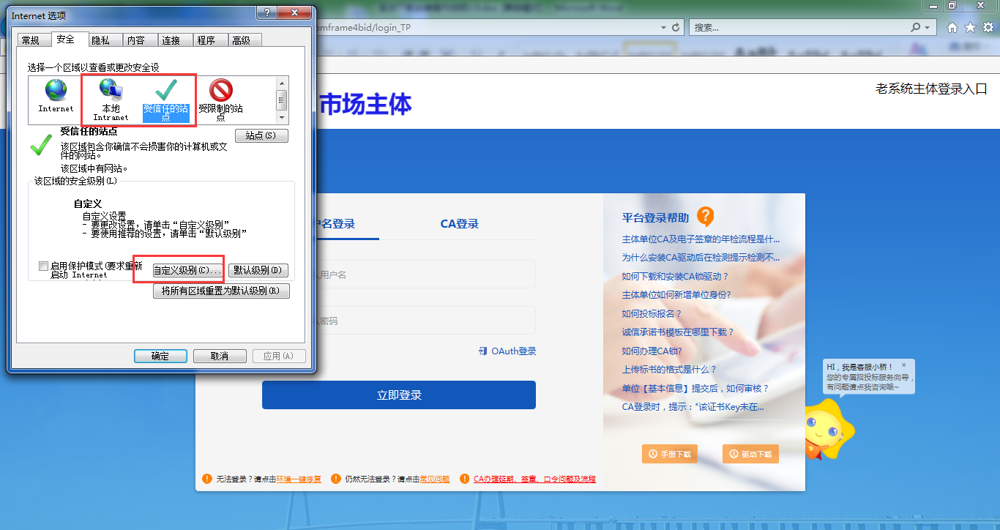 Internet 选项
常规 安全 隐私 内容 连接 程序 高级
选择一个区域以查看或更改安全设
Internet
本地
Intranet
受信任的站
点
受限制的站
点
受信任的站点
站点(S)
该区域包含你确信不会损害你的计算机或文
件的网站。
该区域中有网站。
该区域的安全级别(L)
自定义
自定义设置
- 要更改设置，请单击“自定义级别”
- 要使用推荐的设置，请单击“默认级别”
启用保护模式(要求重新
启动 Internet
自定义级别(C)...
默认级别(D)
将所有区域重置为默认级别(R)
确定 取消 应用(A)
omframe4bid/login_TP
搜索...
市场主体
老系统主体登录入口
户名登录
CA登录
用户名
密码
OAuth登录
立即登录
平台登录帮助
主体单位CA及电子签章的年检流程是什...
为什么安装CA驱动后在检测提示检测不...
如何下载和安装CA锁驱动？
主体单位如何新增单位身份?
如何投标报名？
诚信承诺书模板在哪里下载？
如何办理CA锁?
上传标书的格式是什么？
单位【基本信息】提交后，如何审核？
CA登录时，提示："该证书Key未在...
手册下载 驱动下载
无法登录？请点击环境一键修复
仍然无法登录？请点击常见问题
CA办理延期、签章、口令问题及流程
HI，我是客服小桥！
您的专属招投标服务向导，
有问题请点我咨询哦~